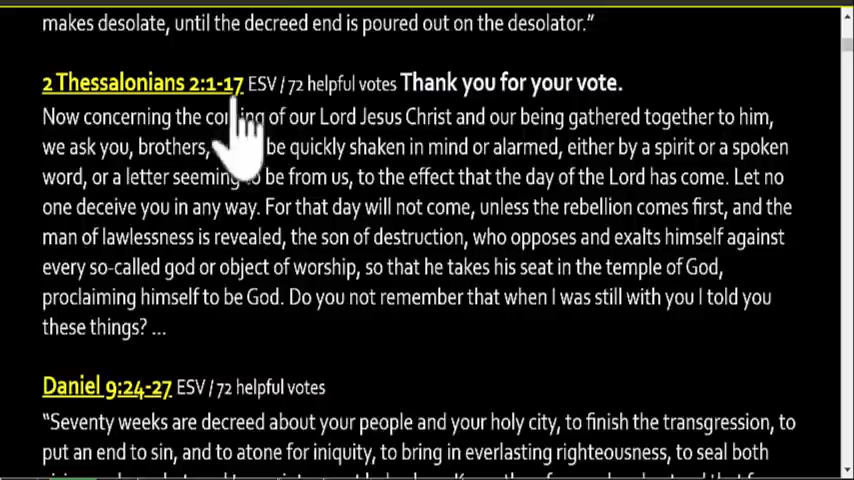 makes desolate, until the decreed end is poured out on the desolator.”
2 Thessalonians 2:1-17 ESV / 72 helpful votes Thank you for your vote.
Now concerning the of our Lord Jesus Christ and our being gathered together to him,
we ask you, brothers, be quickly shaken in mind or alarmed, either by a spirit or a spoken
word, or a letter seeming be from us, to the effect that the day of the Lord has come. Let no
one deceive you in any way. For that day will not come, unless the rebellion comes first, and the
man of lawlessness is revealed, the son of destruction, who opposes and exalts himself against
every so-called god or object of worship, so that he takes his seat in the temple of God,
proclaiming himself to be God. Do you not remember that when I was still with you I told you
these things? ...
Daniel 9:24-27 ESV / 72 helpful votes
“Seventy weeks are decreed about your people and your holy city, to finish the transgression, to
put an end to sin, and to atone for iniquity, to bring in everlasting righteousness, to seal both